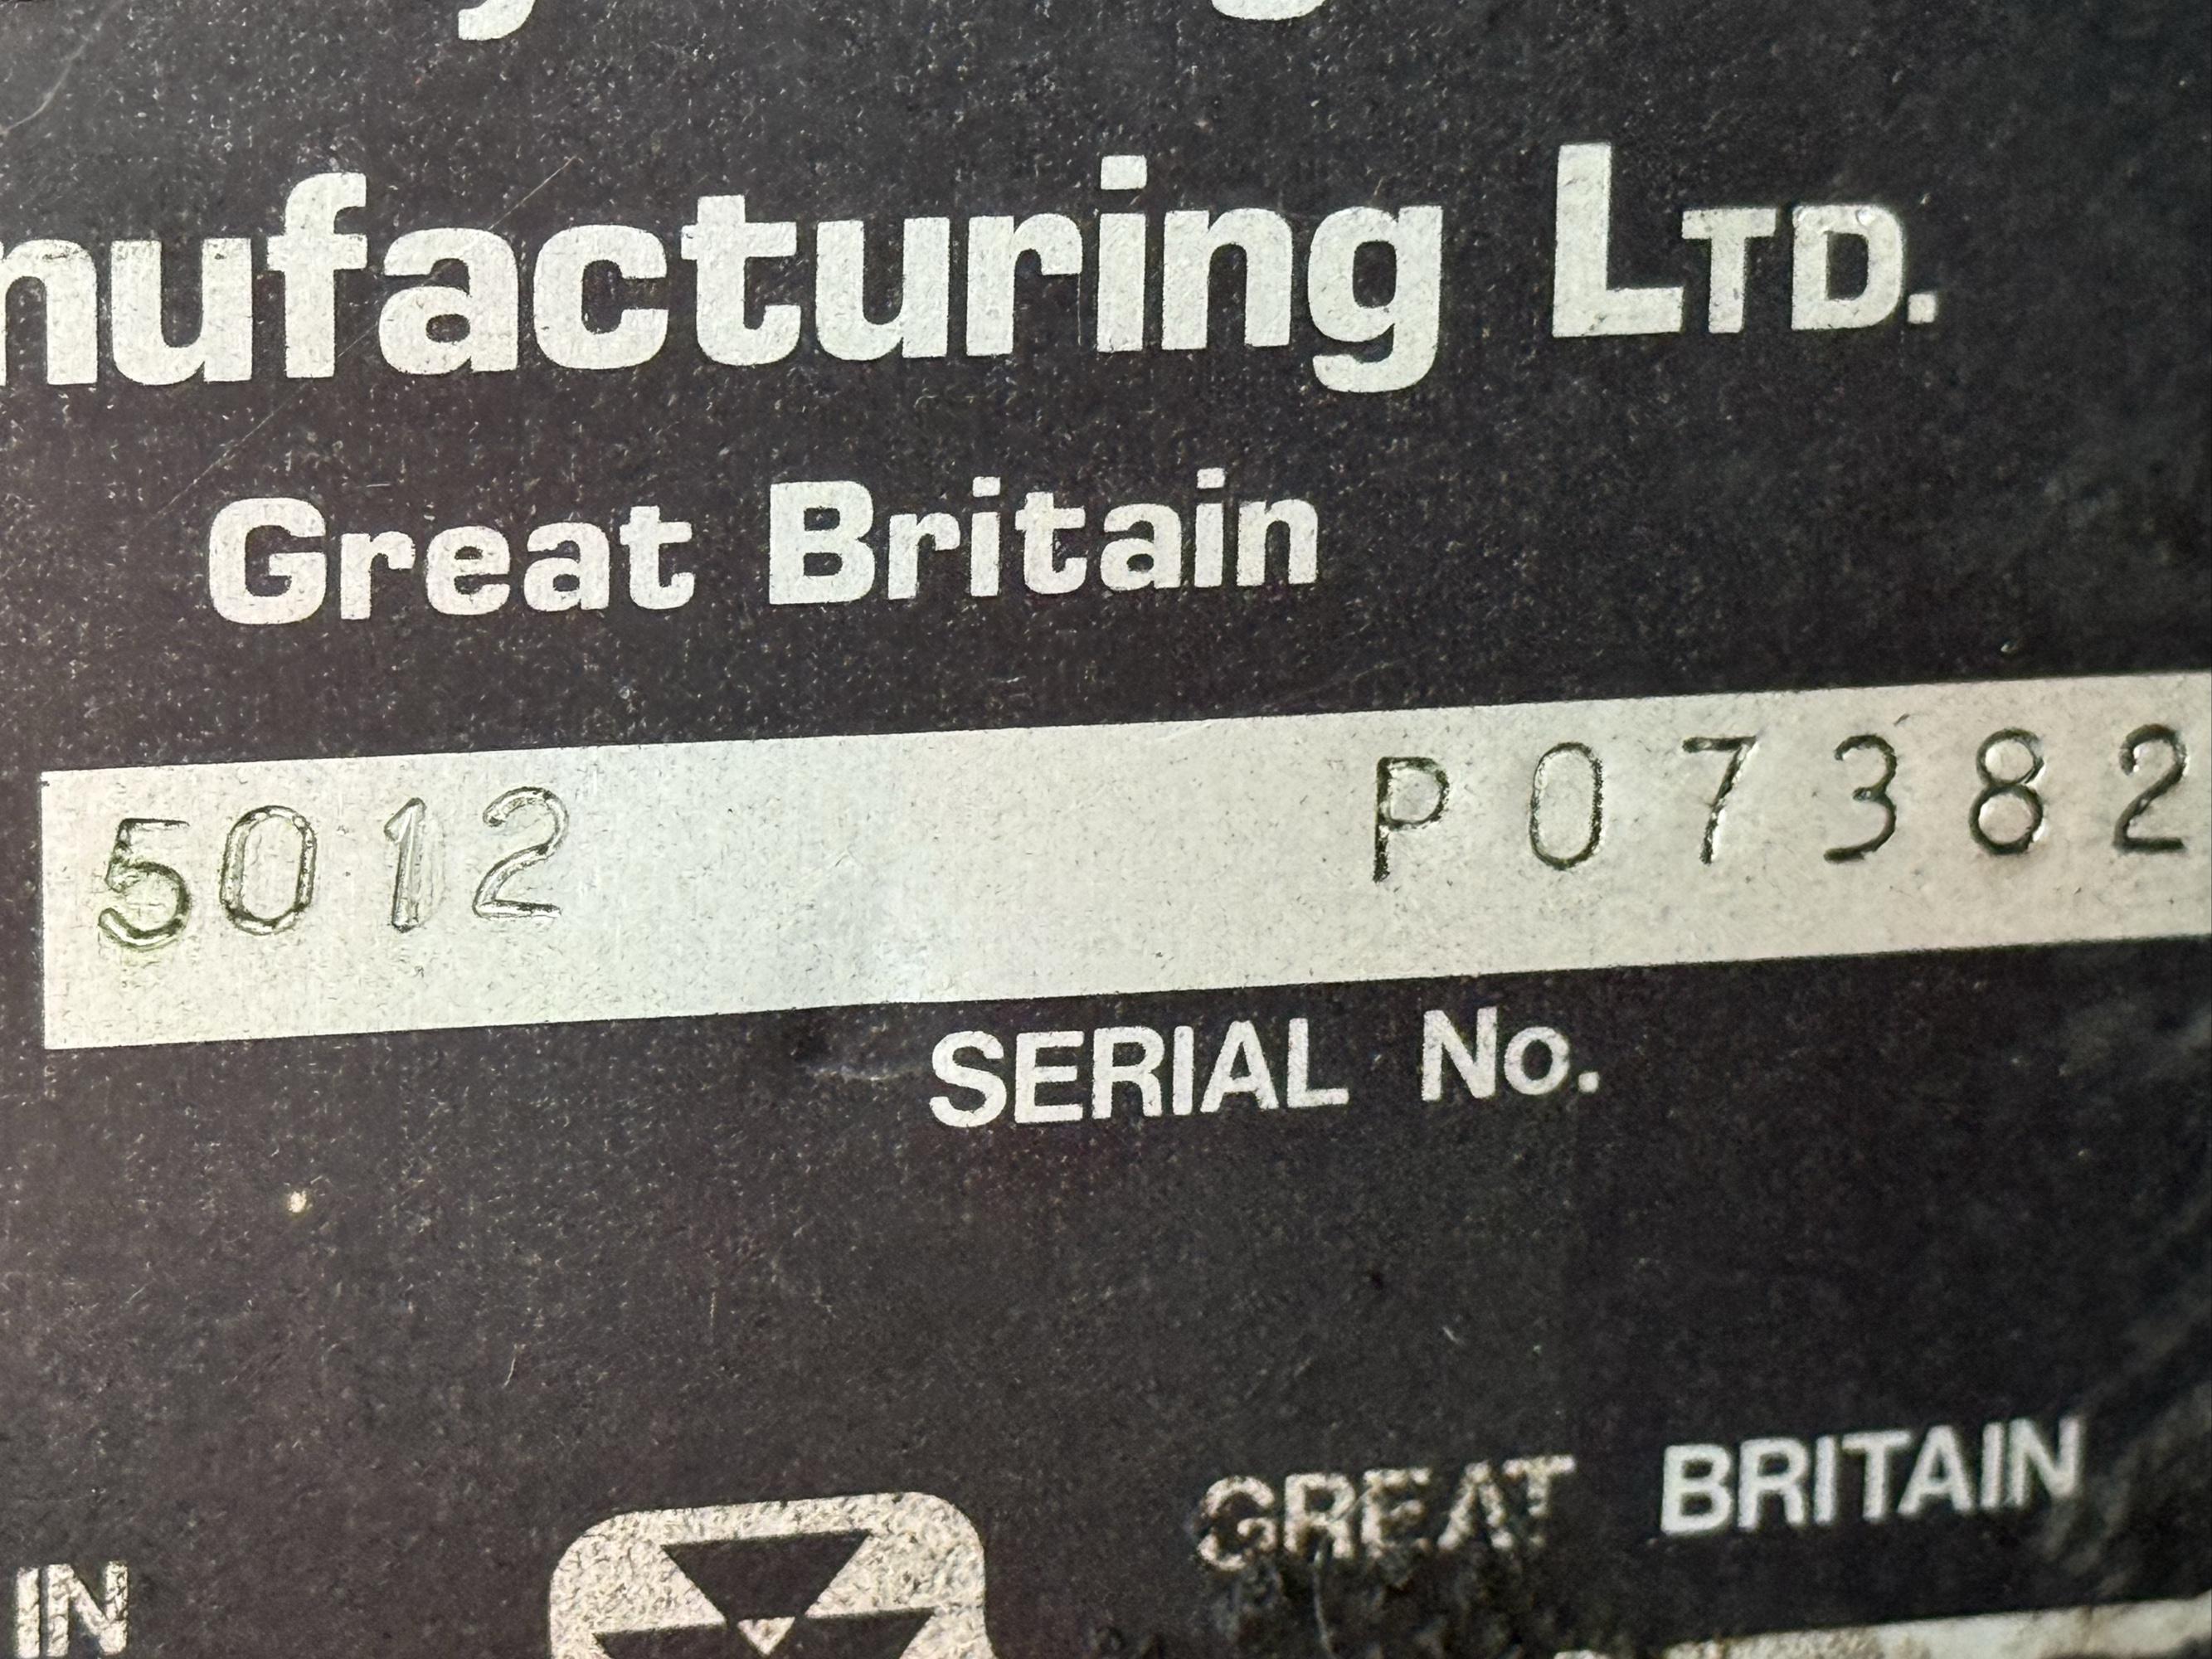 nufacturing LTD.
Great Britain
5012 P07382
SERIAL No.
GREAT BRITAIN
IN